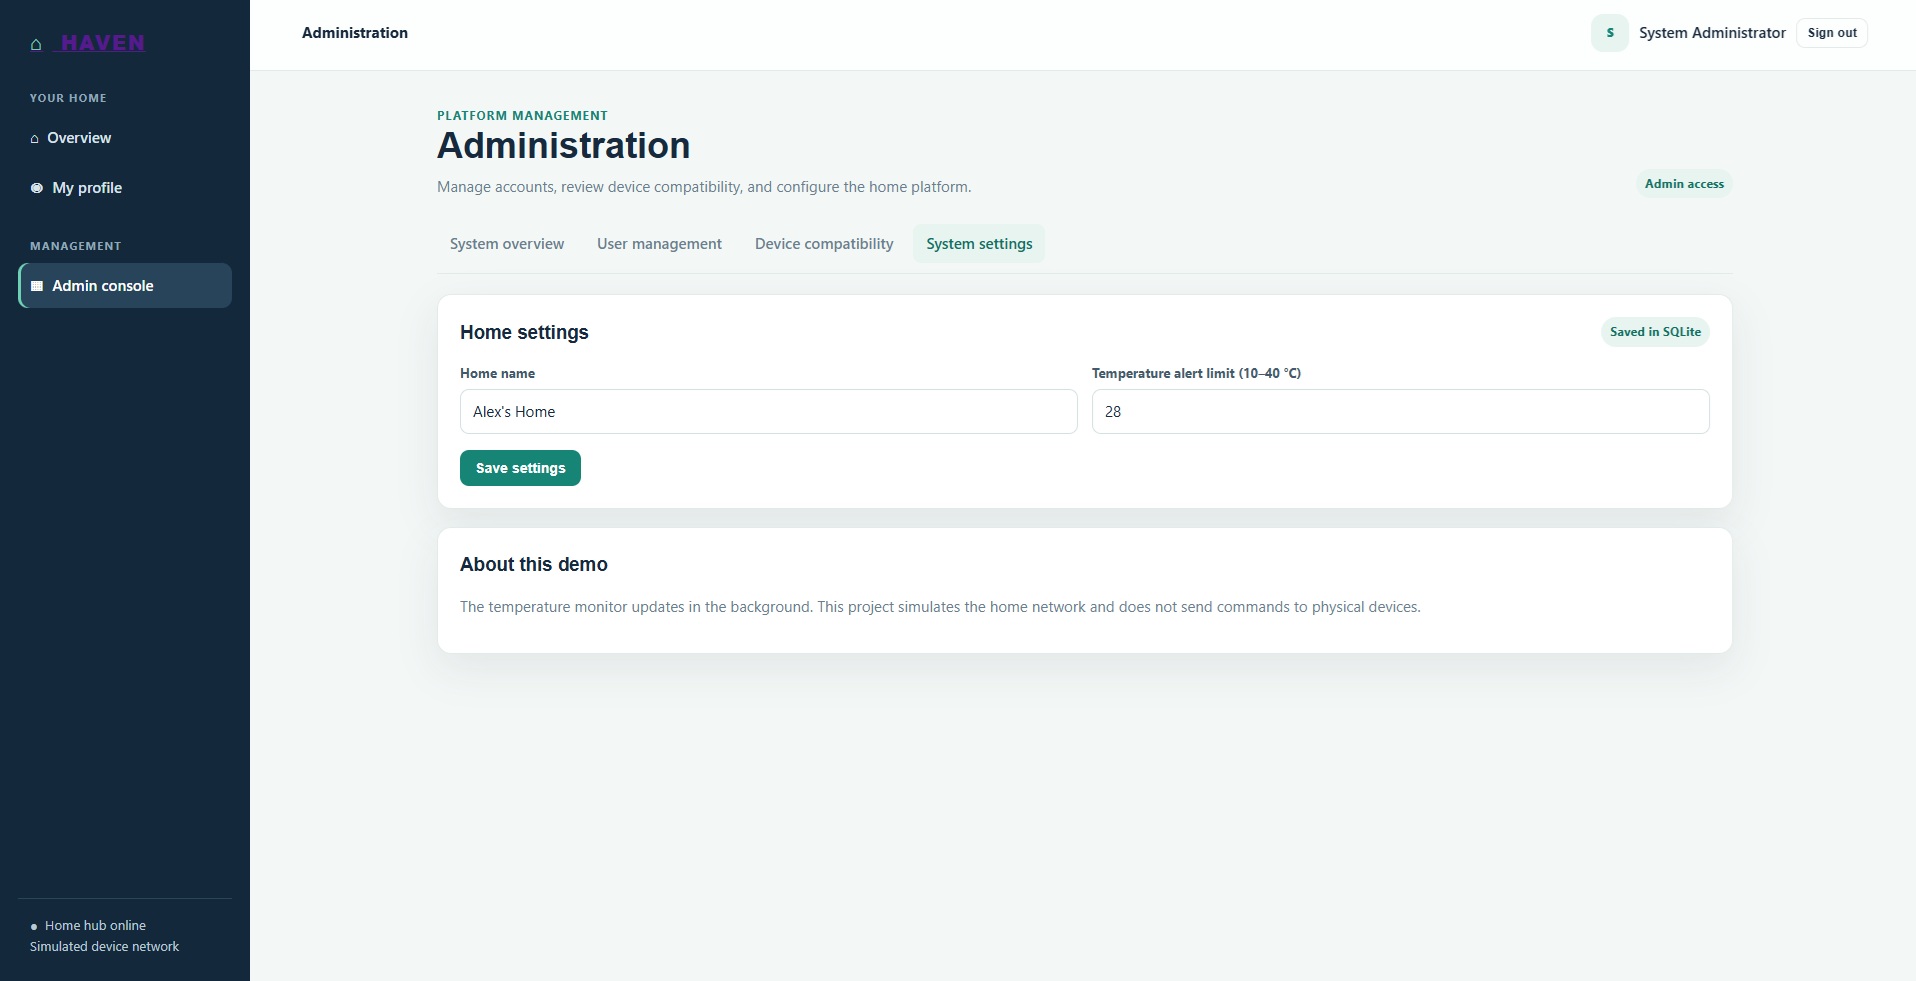 HAVEN
YOUR HOME
Overview
My profile
MANAGEMENT
Admin console
Home hub online
Simulated device network
Administration
S
System Administrator
Sign out
PLATFORM MANAGEMENT
Administration
Manage accounts, review device compatibility, and configure the home platform.
Admin access
System overview
User management
Device compatibility
System settings
Home settings
Saved in SQLite
Home name
Temperature alert limit (10–40 °C)
Alex's Home
28
Save settings
About this demo
The temperature monitor updates in the background. This project simulates the home network and does not send commands to physical devices.